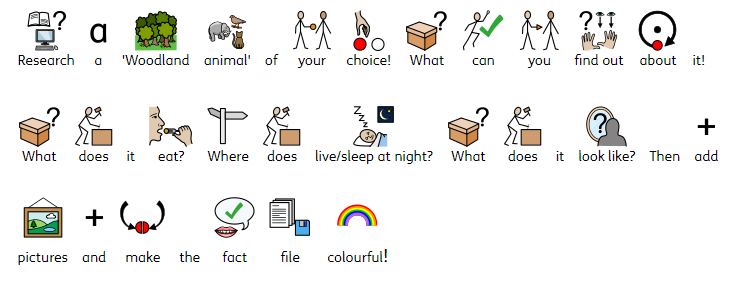 Research a 'Woodland animal' of your choice! What can you find out about it!
What does it eat? Where does live/sleep at night? What does it look like? Then add
pictures and make the fact file colourful!